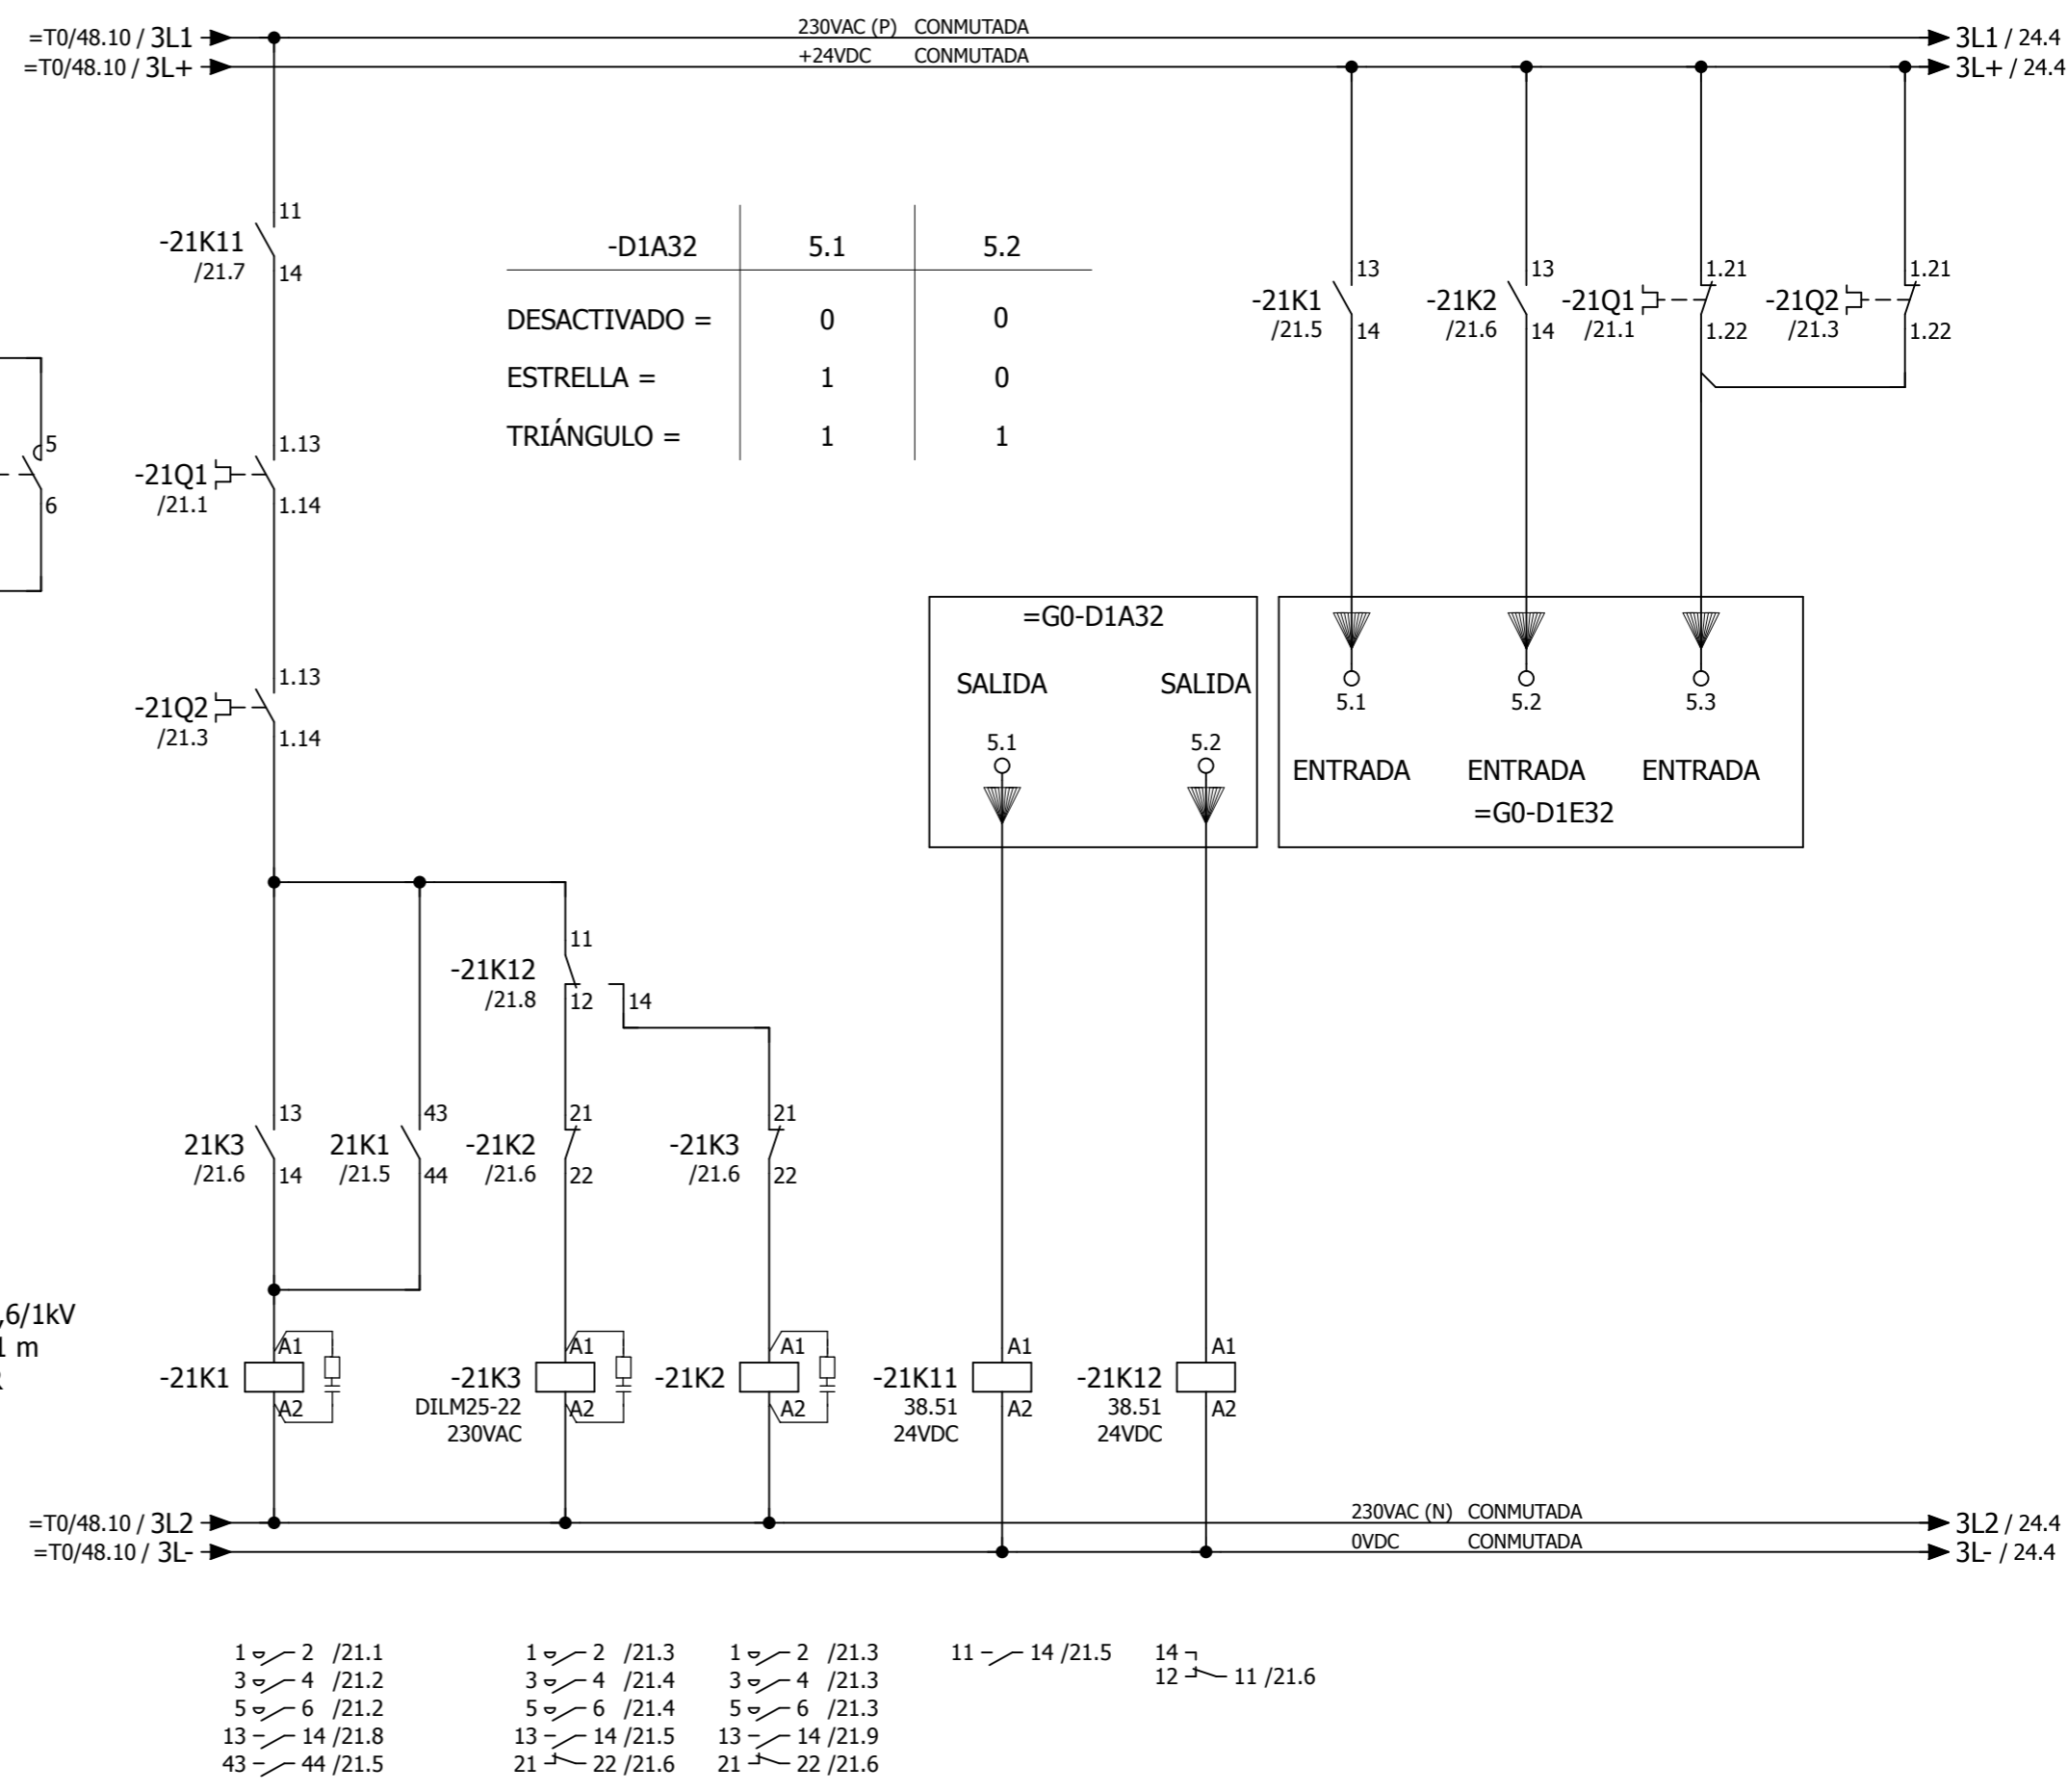 230VAC (P) CONMUTADA
=T0/48.10 / 3L1
3L1 / 24.4
+24VDC CONMUTADA
=T0/48.10 / 3L+
3L+ / 24.4
11
-21K11
/21.7
14
-D1A32 5.1 5.2
DESACTIVADO = 0 0
ESTRELLA = 1 0
TRIÁNGULO = 1 1
13
-21K1
/21.5
14
13
-21K2
/21.6
14
1.21
-21Q1
/21.1
1.22
1.21
-21Q2
/21.3
1.22
5
6
1.13
-21Q1
/21.1
1.14
1.13
-21Q2
/21.3
1.14
=G0-D1A32
SALIDA SALIDA
5.1 5.2
5.1 5.2 5.3
ENTRADA ENTRADA ENTRADA
=G0-D1E32
11
-21K12
/21.8
12 14
13
21K3
/21.6
14
43
21K1
/21.5
44
21
-21K2
/21.6
22
21
-21K3
/21.6
22
6/1kV
m
A1
-21K1
A2
A1
-21K3
DILM25-22
230VAC
A2
A1
-21K2
A2
A1
-21K11
38.51
24VDC
A2
A1
-21K12
38.51
24VDC
A2
230VAC (N) CONMUTADA
=T0/48.10 / 3L2
3L2 / 24.4
0VDC CONMUTADA
=T0/48.10 / 3L-
3L- / 24.4
1 2 /21.1
3 4 /21.2
5 6 /21.2
13 14 /21.8
43 44 /21.5
1 2 /21.3
3 4 /21.4
5 6 /21.4
13 14 /21.5
21 22 /21.6
1 2 /21.3
3 4 /21.3
5 6 /21.3
13 14 /21.9
21 22 /21.6
11 14 /21.5
14
12 11 /21.6